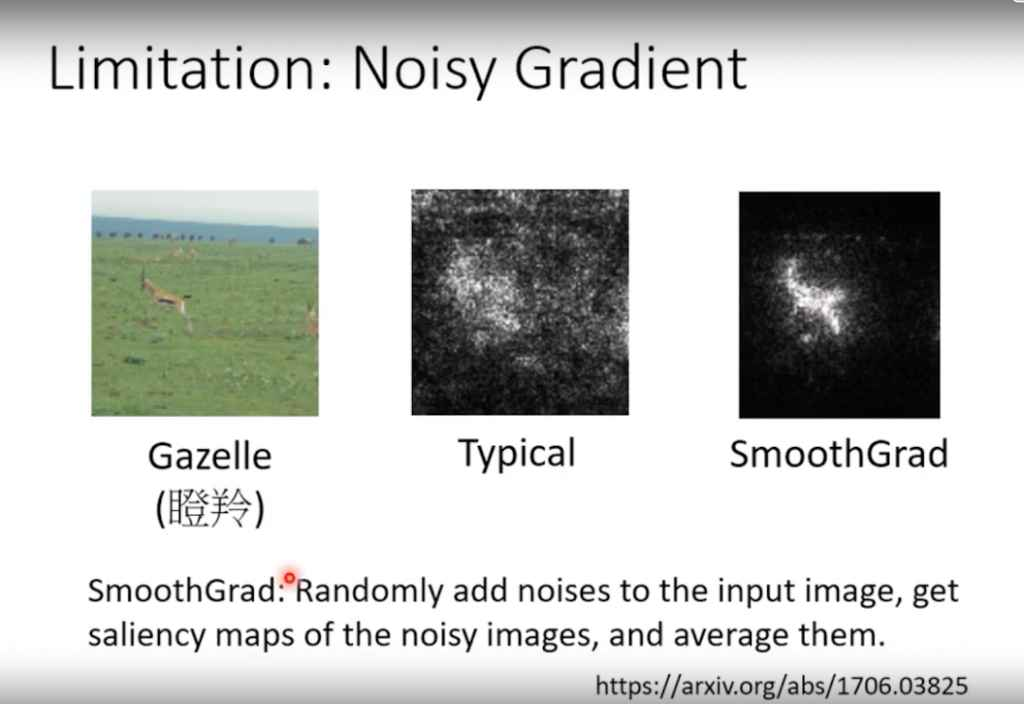 Limitation: Noisy Gradient
Gazelle
(瞪羚)
Typical
SmoothGrad
SmoothGrad: Randomly add noises to the input image, get
saliency maps of the noisy images, and average them.
https://arxiv.org/abs/1706.03825